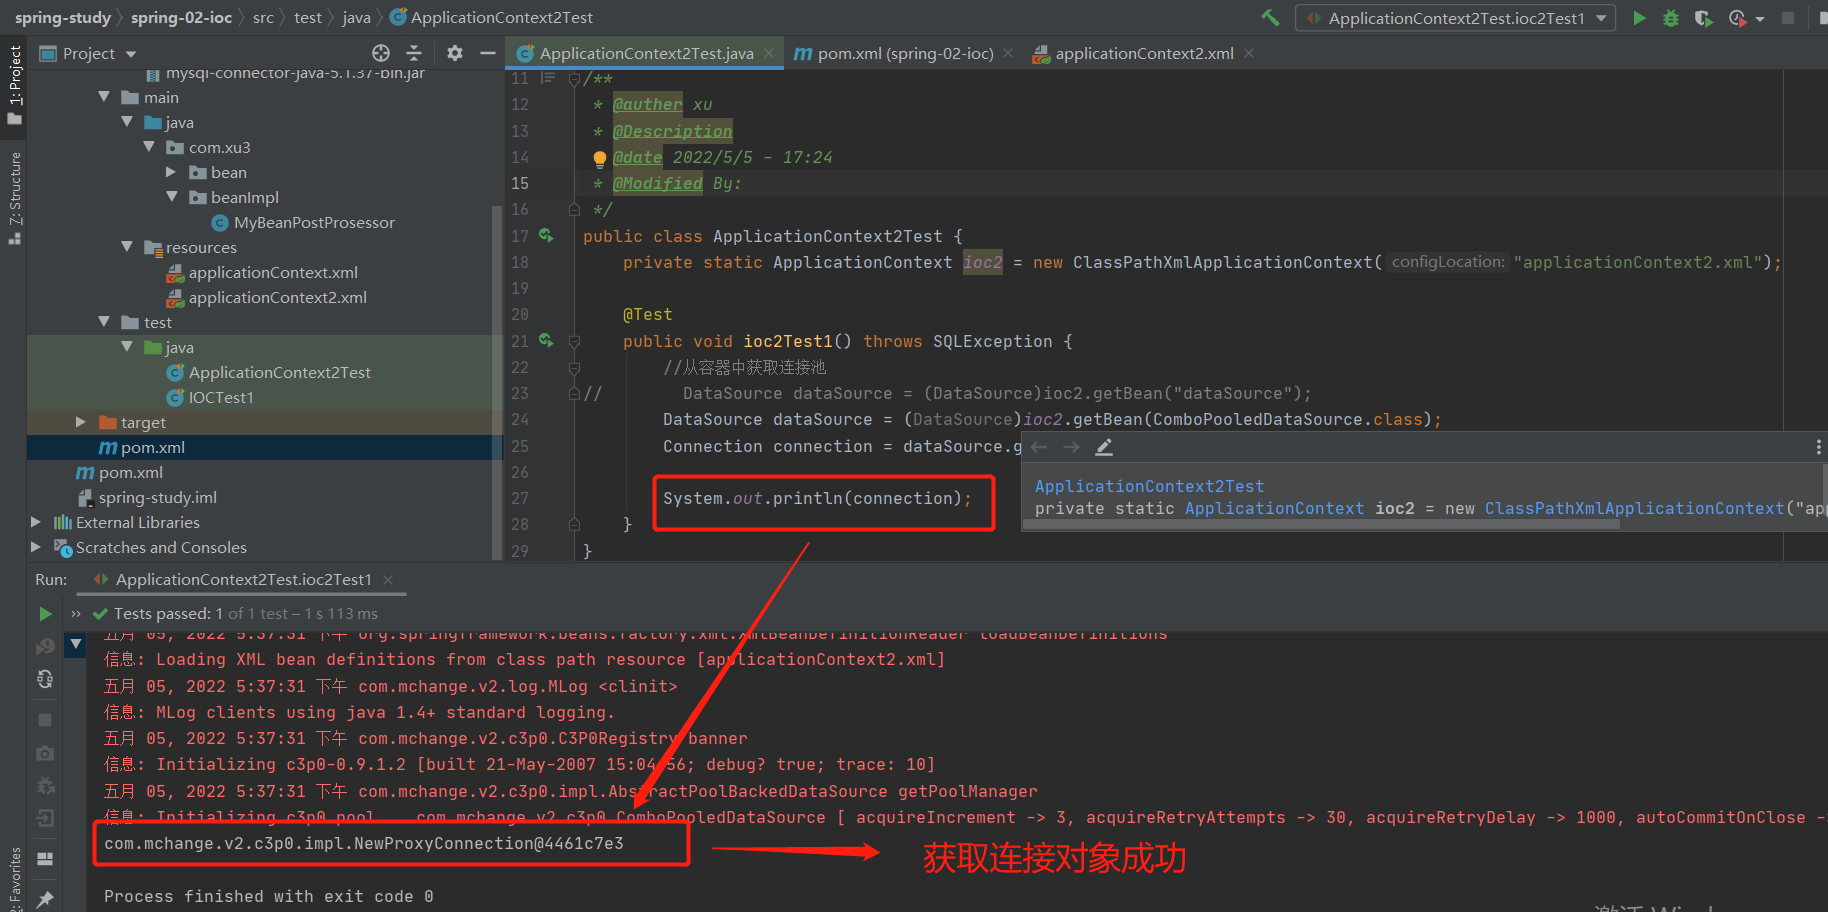 spring-study spring-02-ioc src test java ApplicationContext2Test
ApplicationContext2Test.ioc2Test1
Project
ApplicationContext2Test.java
pom.xml (spring-02-ioc)
applicationContext2.xml
1: Project
Z: Structure
2: Favorites
mysql-connector-java-5.1.37-bin.jar
main
java
com.xu3
bean
beanImpl
MyBeanPostProsessor
resources
applicationContext.xml
applicationContext2.xml
test
java
ApplicationContext2Test
IOCTest1
target
pom.xml
pom.xml
spring-study.iml
External Libraries
Scratches and Consoles
11 /**
12 * @auther xu
13 * @Description
14 * @date 2022/5/5 - 17:24
15 * @Modified By:
16 */
17 public class ApplicationContext2Test {
18 private static ApplicationContext ioc2 = new ClassPathXmlApplicationContext( configLocation: "applicationContext2.xml");
19
20 @Test
21 public void ioc2Test1() throws SQLException {
22 //从容器中获取连接池
23 // DataSource dataSource = (DataSource)ioc2.getBean("dataSource");
24 DataSource dataSource = (DataSource)ioc2.getBean(ComboPooledDataSource.class);
25 Connection connection = dataSource.g
26
27 System.out.println(connection);
28 }
29 }
ApplicationContext2Test
private static ApplicationContext ioc2 = new ClassPathXmlApplicationContext("app
Run: ApplicationContext2Test.ioc2Test1
Tests passed: 1 of 1 test – 1 s 113 ms
五月 05, 2022 5:37:31 下午 org.springframework.beans.factory.xml.XmlBeanDefinitionReader loadBeanDefinitions
信息: Loading XML bean definitions from class path resource [applicationContext2.xml]
五月 05, 2022 5:37:31 下午 com.mchange.v2.log.MLog <clinit>
信息: MLog clients using java 1.4+ standard logging.
五月 05, 2022 5:37:31 下午 com.mchange.v2.c3p0.C3P0Registry banner
信息: Initializing c3p0-0.9.1.2 [built 21-May-2007 15:04:56; debug? true; trace: 10]
五月 05, 2022 5:37:31 下午 com.mchange.v2.c3p0.impl.AbstractPoolBackedDataSource getPoolManager
信息: Initializing c3p0 pool... com.mchange.v2.c3p0.ComboPooledDataSource [ acquireIncrement -> 3, acquireRetryAttempts -> 30, acquireRetryDelay -> 1000, autoCommitOnClose -
com.mchange.v2.c3p0.impl.NewProxyConnection@4461c7e3
获取连接对象成功
Process finished with exit code 0